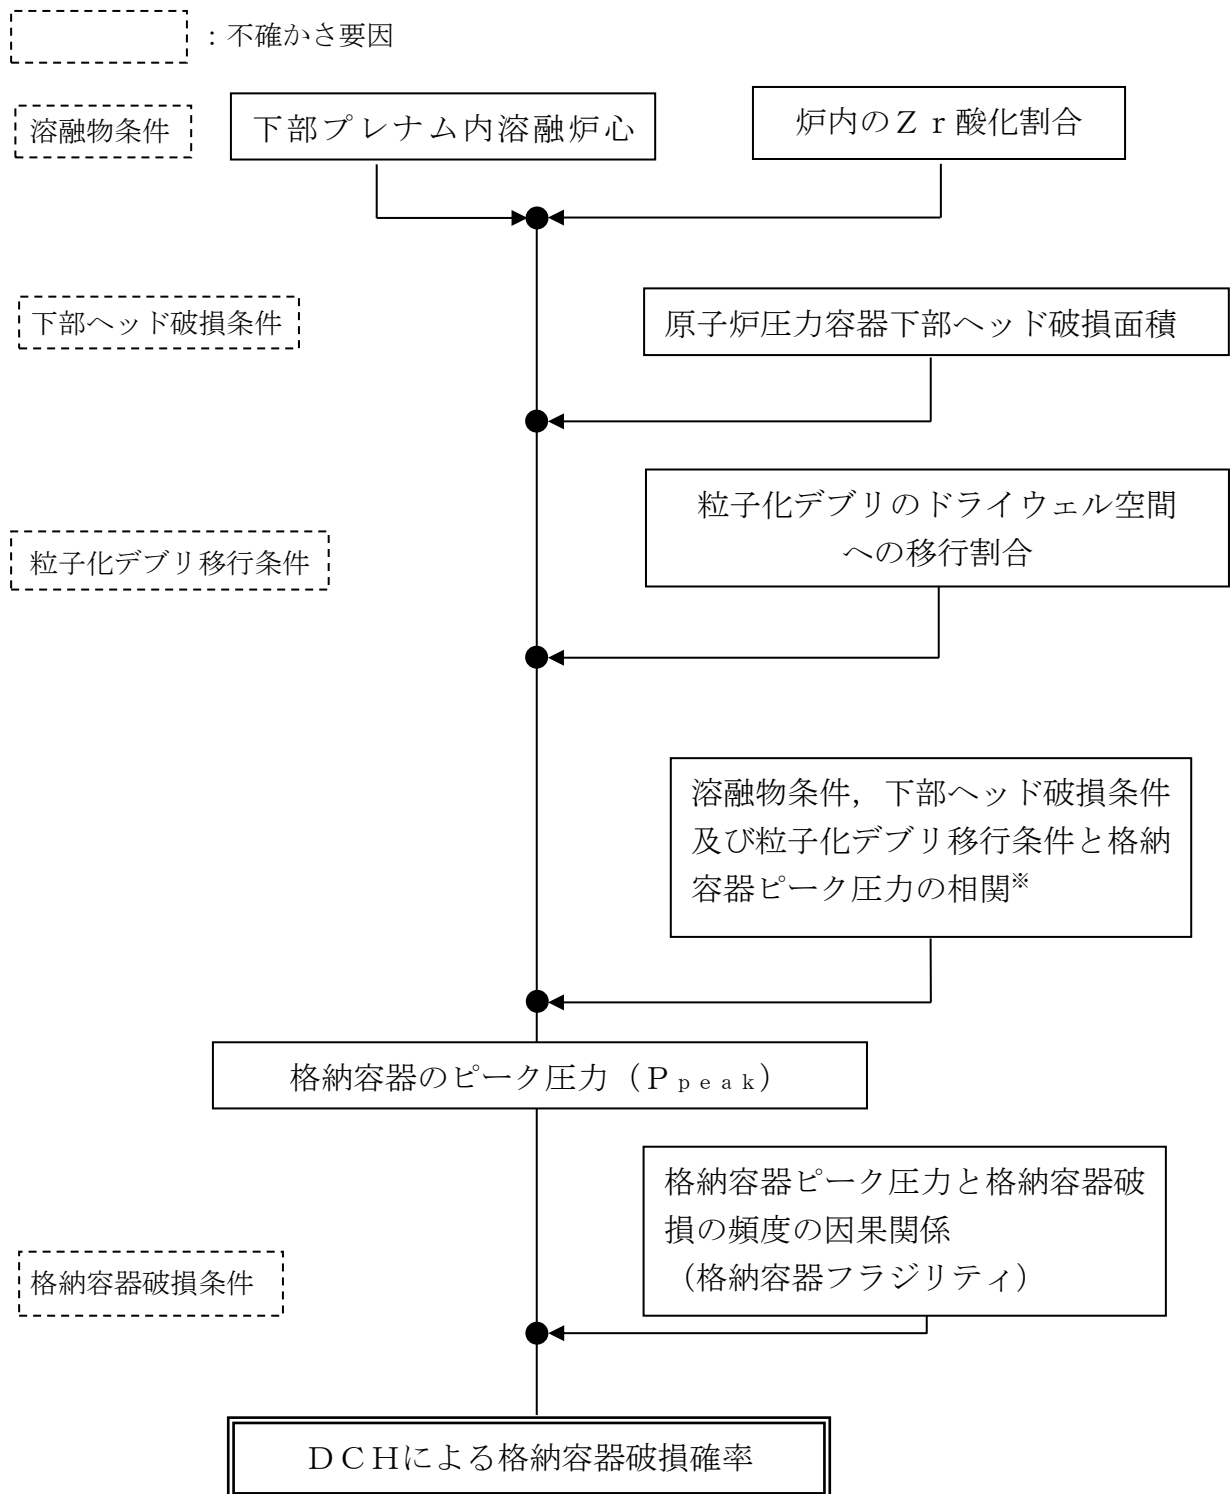 ：不確かさ要因
溶融物条件
下部プレナム内溶融炉心
炉内のＺｒ酸化割合
下部ヘッド破損条件
原子炉圧力容器下部ヘッド破損面積
粒子化デブリのドライウェル空間
への移行割合
粒子化デブリ移行条件
溶融物条件，下部ヘッド破損条件
及び粒子化デブリ移行条件と格納
容器ピーク圧力の相関※
格納容器のピーク圧力（Ｐｐｅａｋ）
格納容器ピーク圧力と格納容器破
損の頻度の因果関係
（格納容器フラジリティ）
格納容器破損条件
ＤＣＨによる格納容器破損確率